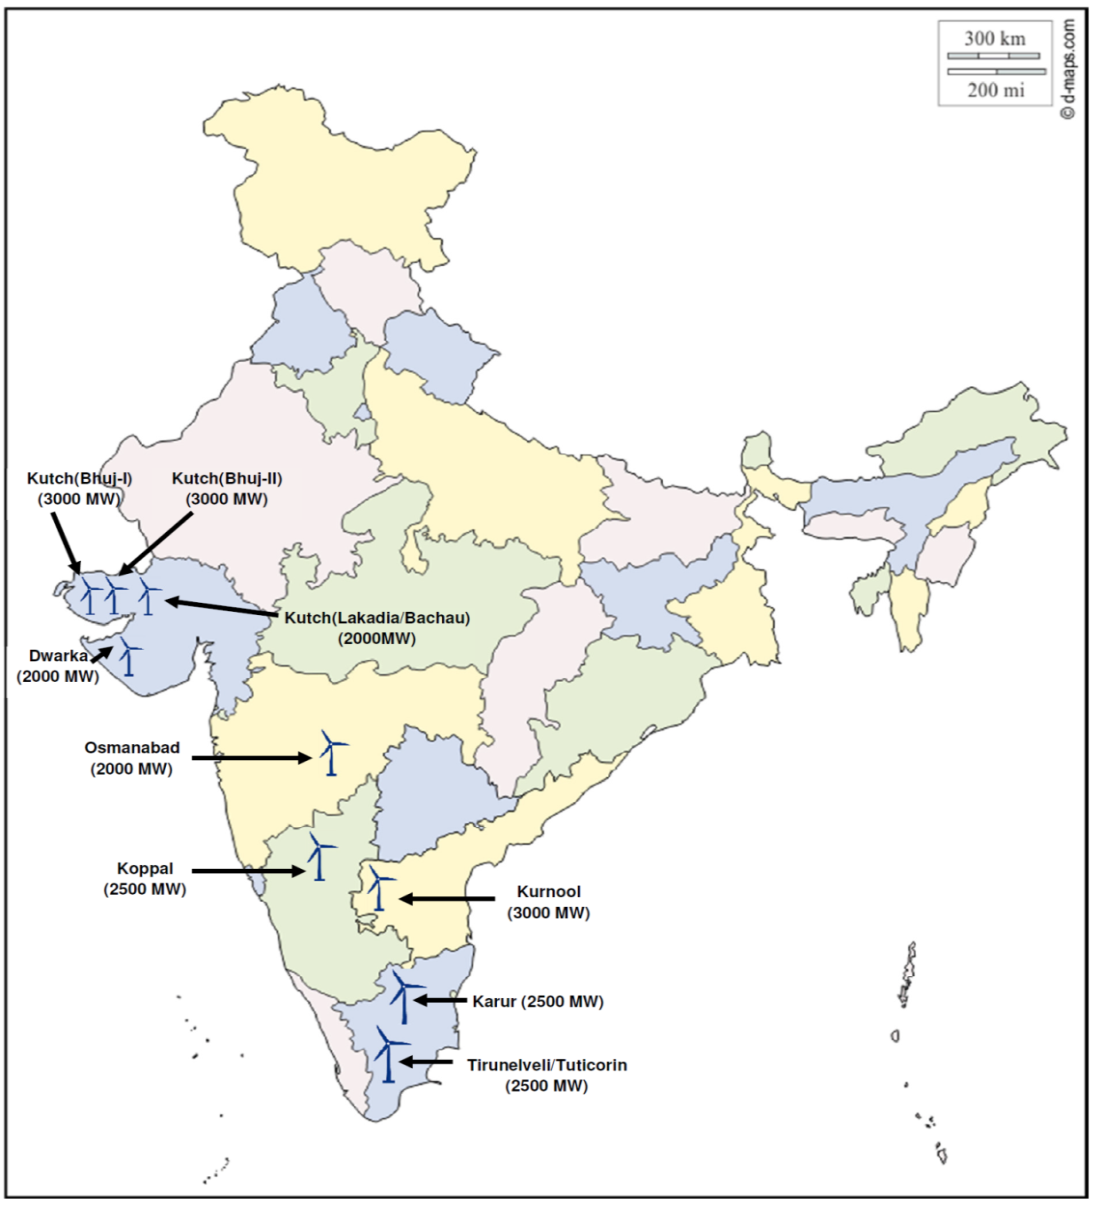 300 km
200 mi
© d-maps.com
Kutch(Bhuj-I)
(3000 MW)
Kutch(Bhuj-II)
(3000 MW)
Kutch(Lakadia/Bachau)
(2000MW)
Dwarka
(2000 MW)
Osmanabad
(2000 MW)
Koppal
(2500 MW)
Kurnool
(3000 MW)
Karur (2500 MW)
Tirunelveli/Tuticorin
(2500 MW)